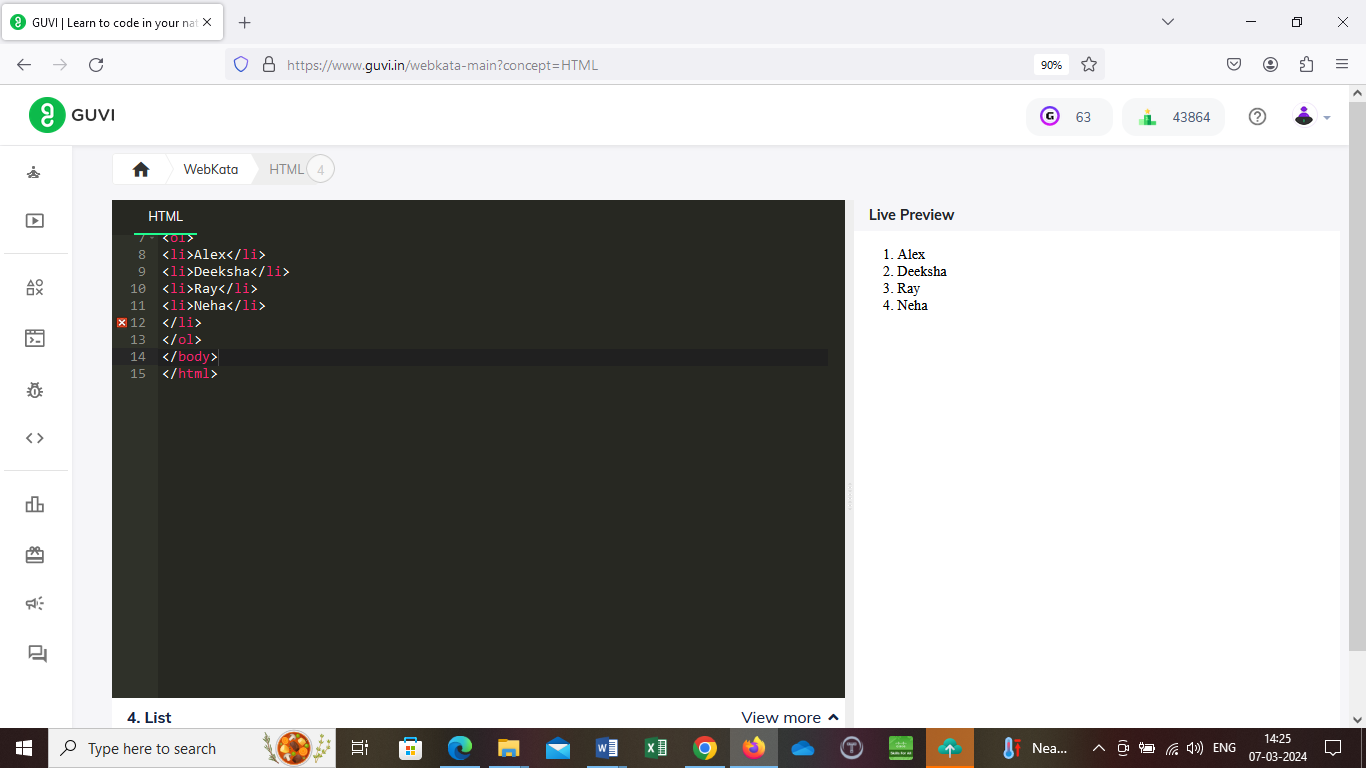 GUVI | Learn to code in your nat
https://www.guvi.in/webkata-main?concept=HTML
90%
GUVI
63
43864
WebKata
HTML
4
HTML
Live Preview
7 <ol>
8 <li>Alex</li>
9 <li>Deeksha</li>
10 <li>Ray</li>
11 <li>Neha</li>
12 </li>
13 </ol>
14 </body>
15 </html>
1. Alex
2. Deeksha
3. Ray
4. Neha
4. List
View more
Type here to search
Nea...
ENG
14:25
07-03-2024